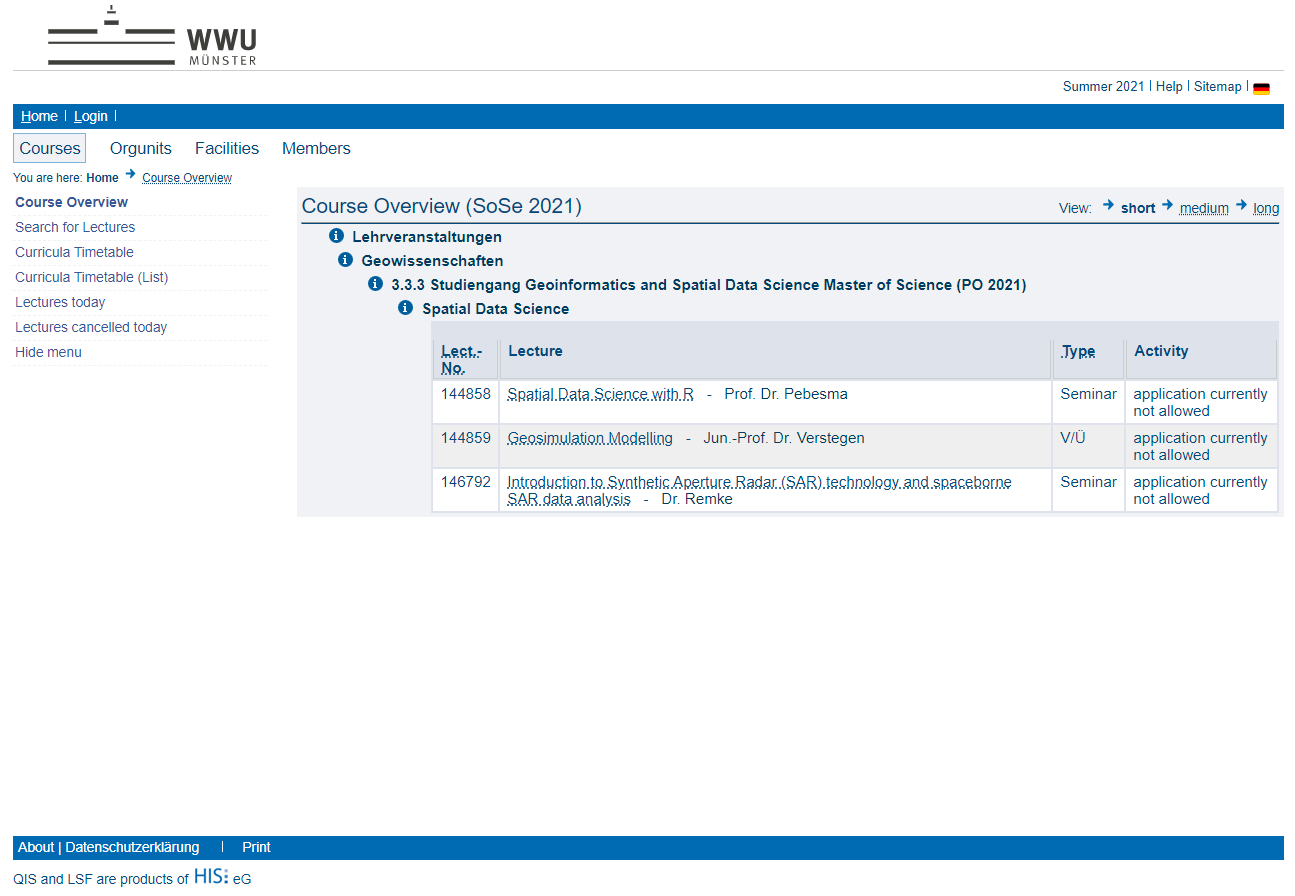 WWU
MÜNSTER
Summer 2021 | Help | Sitemap |
Home | Login |
Courses Orgunits Facilities Members
You are here: Home Course Overview
Course Overview
Search for Lectures
Curricula Timetable
Curricula Timetable (List)
Lectures today
Lectures cancelled today
Hide menu
Course Overview (SoSe 2021)
View: short medium long
Lehrveranstaltungen
Geowissenschaften
3.3.3 Studiengang Geoinformatics and Spatial Data Science Master of Science (PO 2021)
Spatial Data Science
Lect.-
No. Lecture Type Activity
144858 Spatial Data Science with R - Prof. Dr. Pebesma Seminar application currently
not allowed
144859 Geosimulation Modelling - Jun.-Prof. Dr. Verstegen V/Ü application currently
not allowed
146792 Introduction to Synthetic Aperture Radar (SAR) technology and spaceborne Seminar application currently
SAR data analysis - Dr. Remke not allowed
About | Datenschutzerklärung | Print
QIS and LSF are products of HIS eG